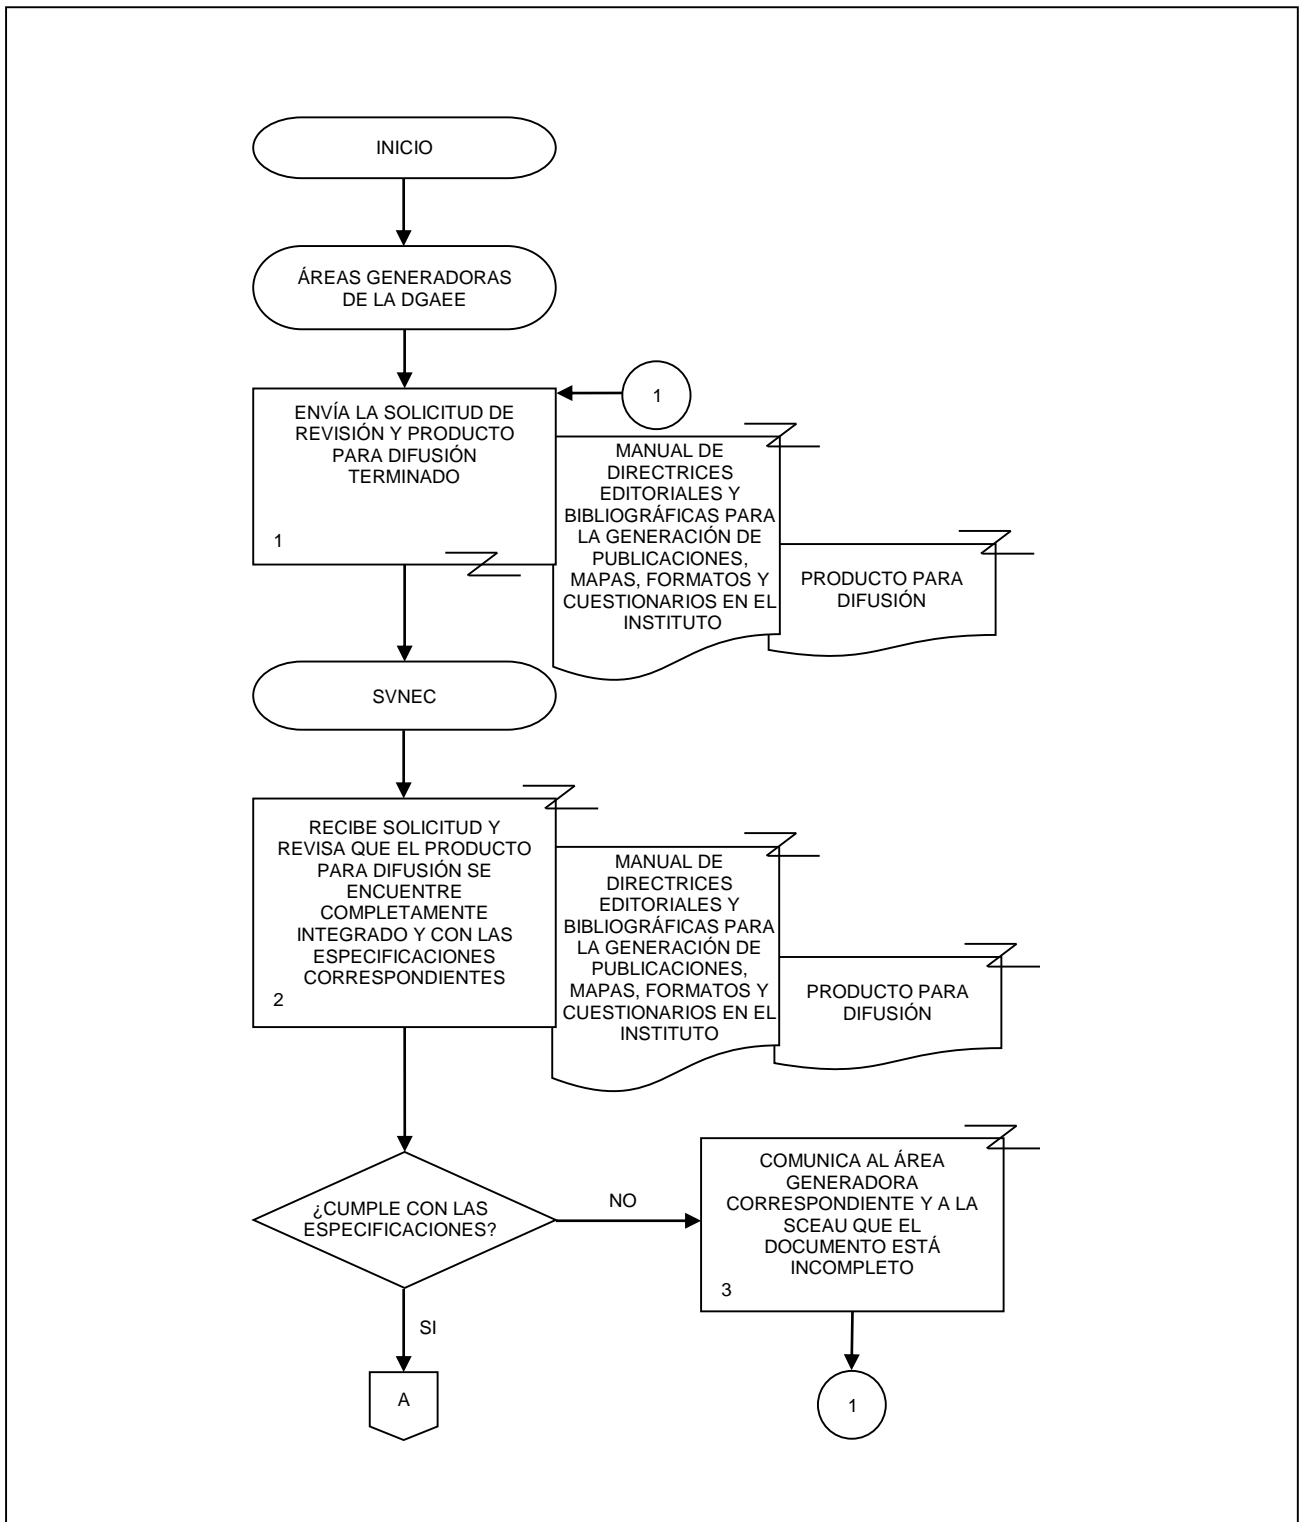 INICIO
ÁREAS GENERADORAS
DE LA DGAEE
ENVÍA LA SOLICITUD DE
REVISIÓN Y PRODUCTO
PARA DIFUSIÓN
TERMINADO
1
1
MANUAL DE
DIRECTRICES
EDITORIALES Y
BIBLIOGRÁFICAS PARA
LA GENERACIÓN DE
PUBLICACIONES,
MAPAS, FORMATOS Y
CUESTIONARIOS EN EL
INSTITUTO
PRODUCTO PARA
DIFUSIÓN
SVNEC
RECIBE SOLICITUD Y
REVISA QUE EL PRODUCTO
PARA DIFUSIÓN SE
ENCUENTRE
COMPLETAMENTE
INTEGRADO Y CON LAS
ESPECIFICACIONES
CORRESPONDIENTES
2
MANUAL DE
DIRECTRICES
EDITORIALES Y
BIBLIOGRÁFICAS PARA
LA GENERACIÓN DE
PUBLICACIONES,
MAPAS, FORMATOS Y
CUESTIONARIOS EN EL
INSTITUTO
PRODUCTO PARA
DIFUSIÓN
¿CUMPLE CON LAS
ESPECIFICACIONES?
NO
COMUNICA AL ÁREA
GENERADORA
CORRESPONDIENTE Y A LA
SCEAU QUE EL
DOCUMENTO ESTÁ
INCOMPLETO
3
SI
A
1